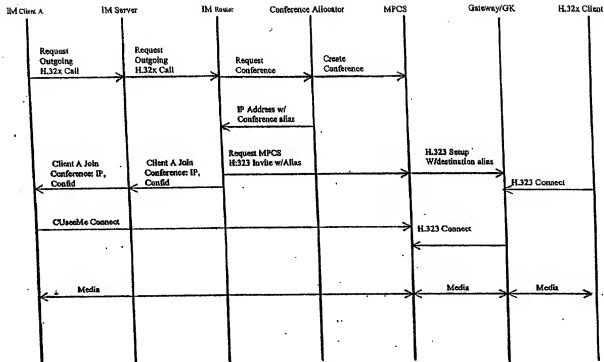 IM Client A
IM Server
IM Router
Conference Allocator
MPCS
Gateway/GK
H.32x Client
Request
Outgoing
H.32x Call
Request
Outgoing
H.32x Call
Request
Conference
Create
Conference
IP Address w/
Conference alias
Request MPCS
H:323 Invite w/Alias
H.323 Setup
W/destination alias
Client A Join
Conference: IP,
Confid
Client A Join
Conference: IP,
Confid
H.323 Connect
CUseeMe Connect
H.323 Connect
Media
Media
Media